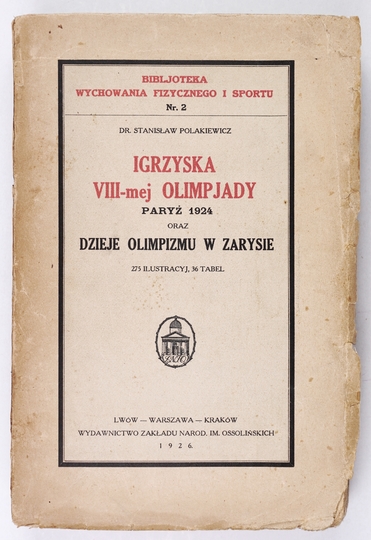 BIBLJOTEKA
WYCHOWANIA FIZYCZNEGO I SPORTU
Nr. 2
DR. STANISŁAW POLAKIEWICZ
IGRZYSKA
VIII-mej OLIMPJADY
PARYŻ 1924
ORAZ
DZIEJE OLIMPIZMU W ZARYSIE
275 ILUSTRACYJ, 36 TABEL
LWÓW — WARSZAWA — KRAKÓW
WYDAWNICTWO ZAKŁADU NAROD. IM. OSSOLIŃSKICH
1926.